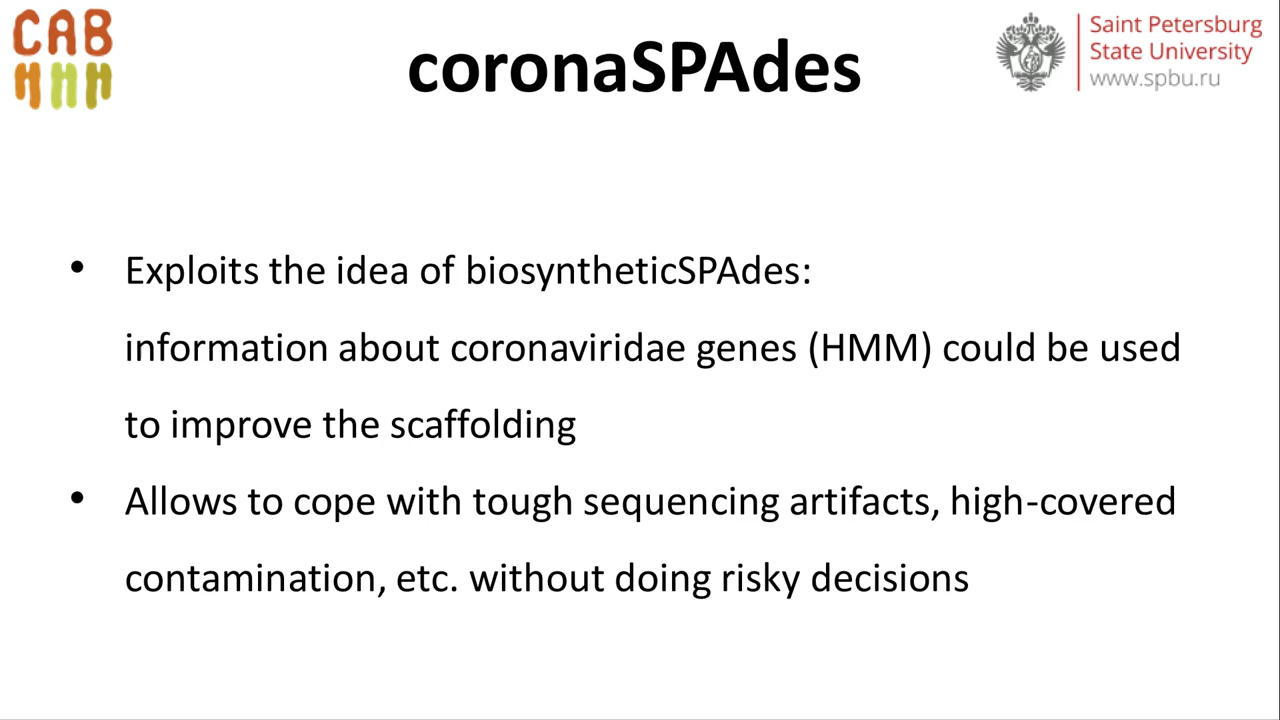 CAB
coronaSPAdes
Saint Petersburg
State University
www.spbu.ru
• Exploits the idea of biosyntheticSPAdes:
information about coronaviridae genes (HMM) could be used
to improve the scaffolding
• Allows to cope with tough sequencing artifacts, high-covered
contamination, etc. without doing risky decisions